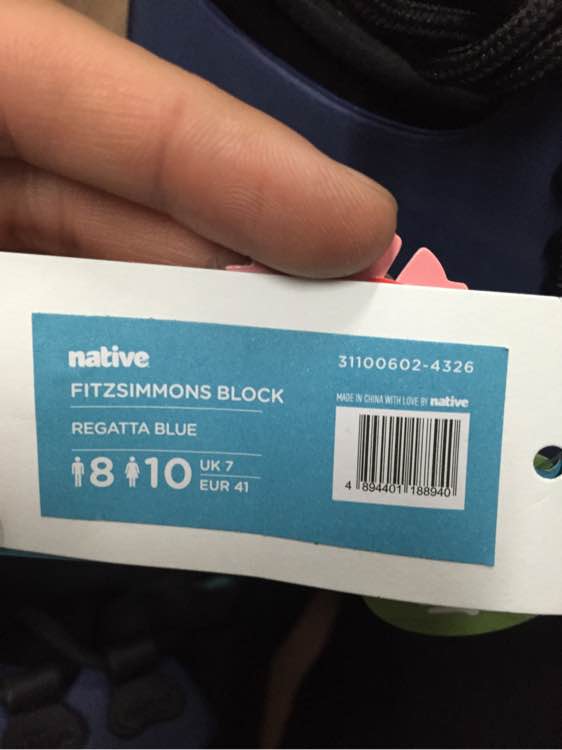 native
FITZSIMMONS BLOCK
REGATTA BLUE
8 10 UK 7
EUR 41
31100602-4326
MADE IN CHINA WITH LOVE BY native
4 894401 188940